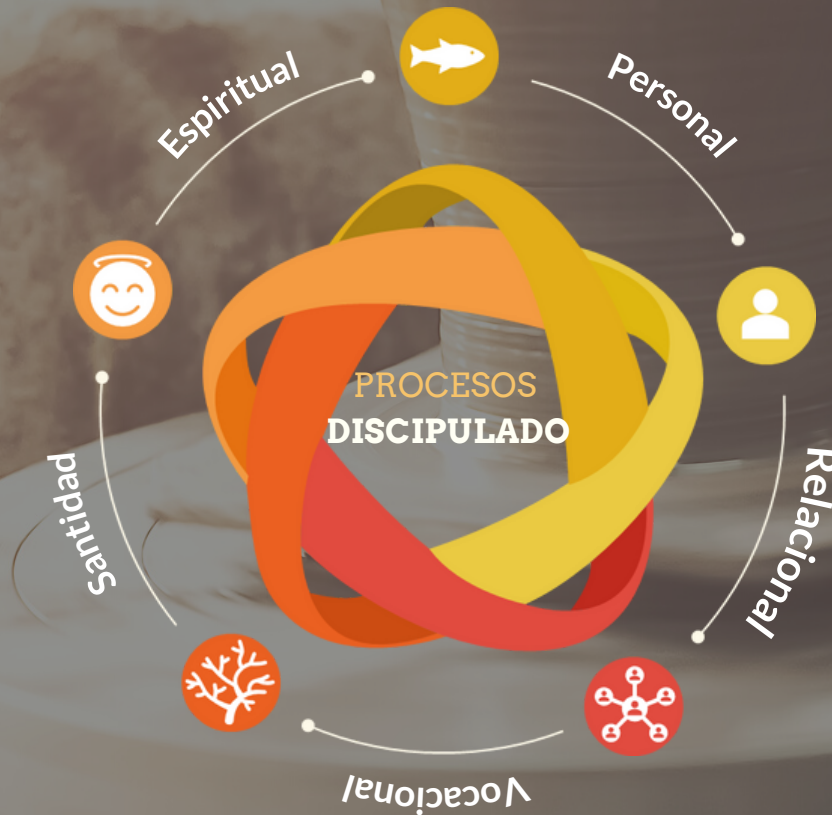 Espiritual
Personal
PROCESOS
DISCIPULADO
Relacional
Santidad
Vocacional